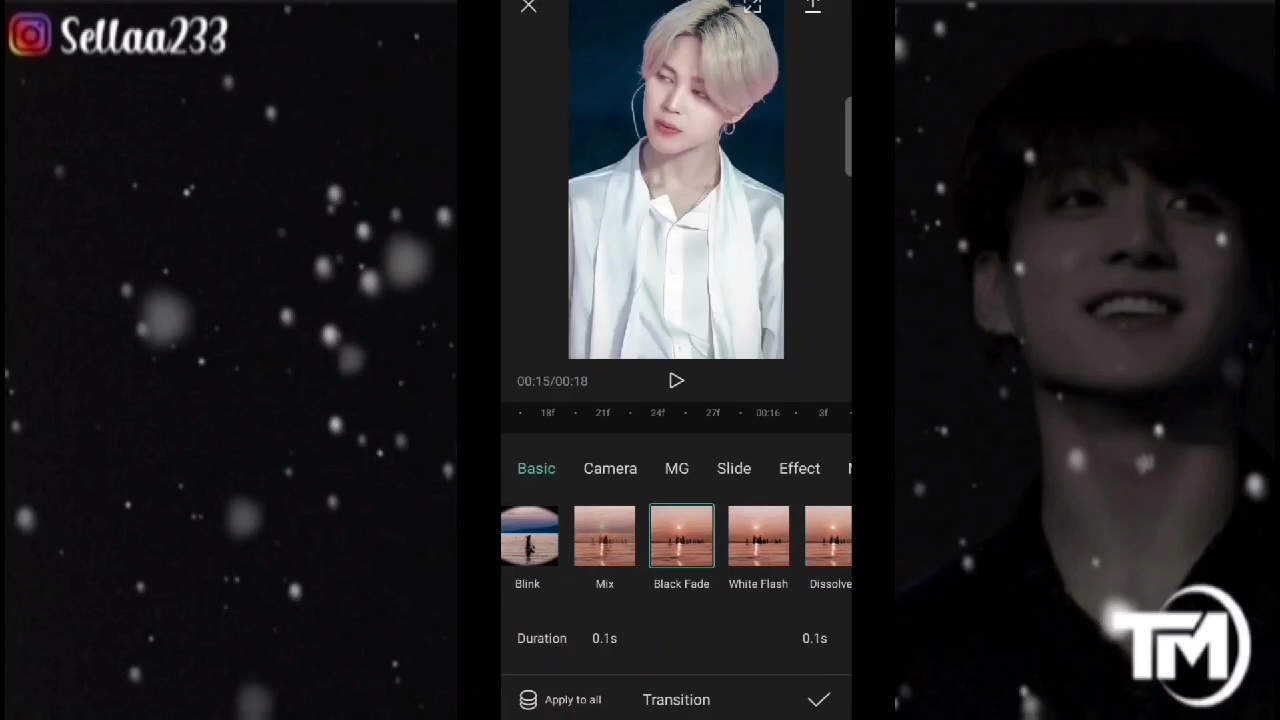 Sellaa233
00:15/00:18
18f 21f 24f 27f 00:16 3f
Basic Camera MG Slide Effect
Blink Mix Black Fade White Flash Dissolve
Duration 0.1s 0.1s
Apply to all Transition
TM